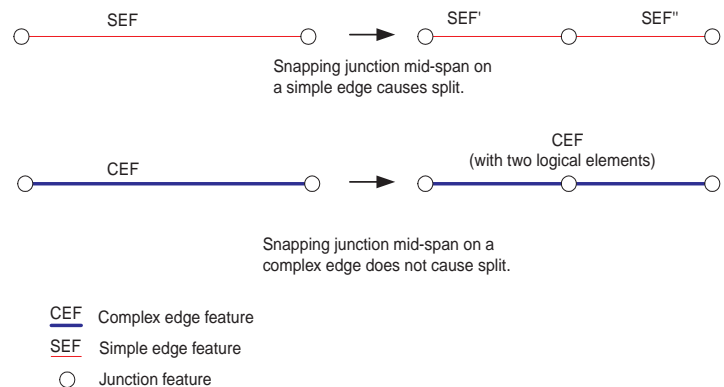 SEF
SEF' SEF"
Snapping junction mid-span on
a simple edge causes split.
CEF
CEF
(with two logical elements)
Snapping junction mid-span on a
complex edge does not cause split.
CEF Complex edge feature
SEF Simple edge feature
Junction feature